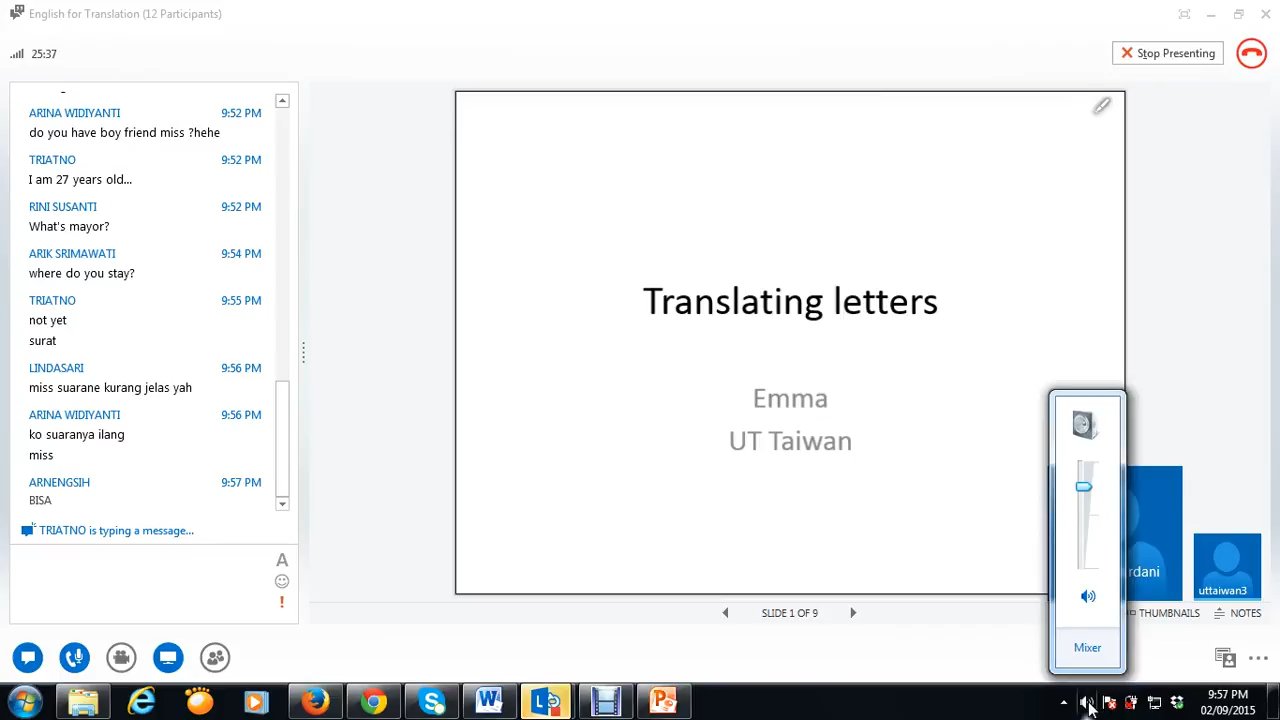 English for Translation (12 Participants)
25:37
Stop Presenting
ARINA WIDIYANTI 9:52 PM
do you have boy friend miss ?hehe
TRIATNO 9:52 PM
I am 27 years old...
RINI SUSANTI 9:52 PM
What's mayor?
ARIK SRIMAWATI 9:54 PM
where do you stay?
TRIATNO 9:55 PM
not yet
surat
LINDASARI 9:56 PM
miss suarane kurang jelas yah
ARINA WIDIYANTI 9:56 PM
ko suaranya ilang
miss
ARNENGSIH 9:57 PM
BISA
TRIATNO is typing a message...
A
!
Translating letters
Emma
UT Taiwan
SLIDE 1 OF 9
rdani
uttaiwan3
THUMBNAILS
NOTES
Mixer
9:57 PM
02/09/2015